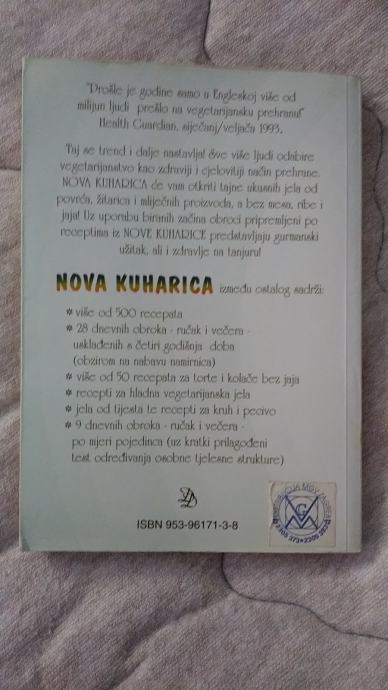 "Prošle je godine samo u Engleskoj više od
milijun ljudi prešlo na vegetarijansku prehranu!"
Health Guardian, siječanj/veljača 1993.
Taj se trend i dalje nastavlja! Sve više ljudi odabire
vegetarijanstvo kao zdraviji i cjelovitiji način prehrane.
NOVA KUHARICA će vam otkriti tajne ukusnih jela od
povrća, žitarica i mliječnih proizvoda, a bez mesa, ribe i
jaja! Uz uporabu biranih začina obroci pripremljeni po
receptima iz NOVE KUHARICE predstavljaju gurmanski
užitak, ali i zdravlje na tanjuru!
NOVA KUHARICA između ostalog sadrži:
* više od 500 recepata
* 28 dnevnih obroka - ručak i večera -
usklađenih s četiri godišnja doba
(obzirom na nabavu namirnica)
* više od 50 recepata za torte i kolače bez jaja
* recepti za hladna vegetarijanska jela
* jela od tijesta te recepti za kruh i pecivo
* 9 dnevnih obroka - ručak i večera -
po mjeri pojedinca (uz kratki prilagođeni
test određivanja osobne tjelesne strukture)
ISBN 953-96171-3-8